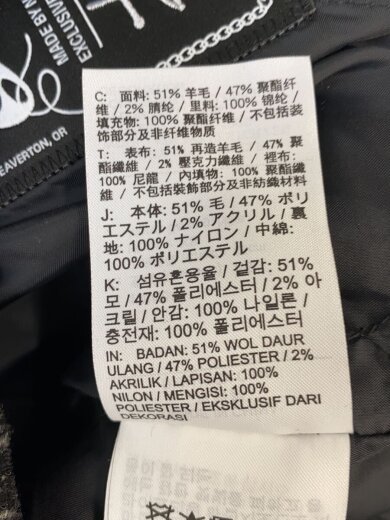 MADE BY N
EXCLUSIVE
EAVERTON, OR
C: 面料: 51% 羊毛 / 47% 聚酯纤
维 / 2% 腈纶 / 里料: 100% 锦纶 /
填充物: 100% 聚酯纤维 / 不包括装
饰部分及非纤维物质
T: 表布: 51% 再造羊毛 / 47% 聚
酯纖維 / 2% 壓克力纖維 / 裡布:
100% 尼龍 / 內填物: 100% 聚酯纖
維 / 不包括裝飾部分及非紡織材料
J: 本体: 51% 毛 / 47% ポリ
エステル / 2% アクリル / 裏
地: 100% ナイロン / 中綿:
100% ポリエステル
K: 섬유혼용율 / 겉감: 51%
모 / 47% 폴리에스터 / 2% 아
크릴 / 안감: 100% 나일론 /
충전재: 100% 폴리에스터
IN: BADAN: 51% WOL DAUR
ULANG / 47% POLIESTER / 2%
AKRILIK / LAPISAN: 100%
NILON / MENGISI: 100%
POLIESTER / EKSKLUSIF DARI
DEKORASI